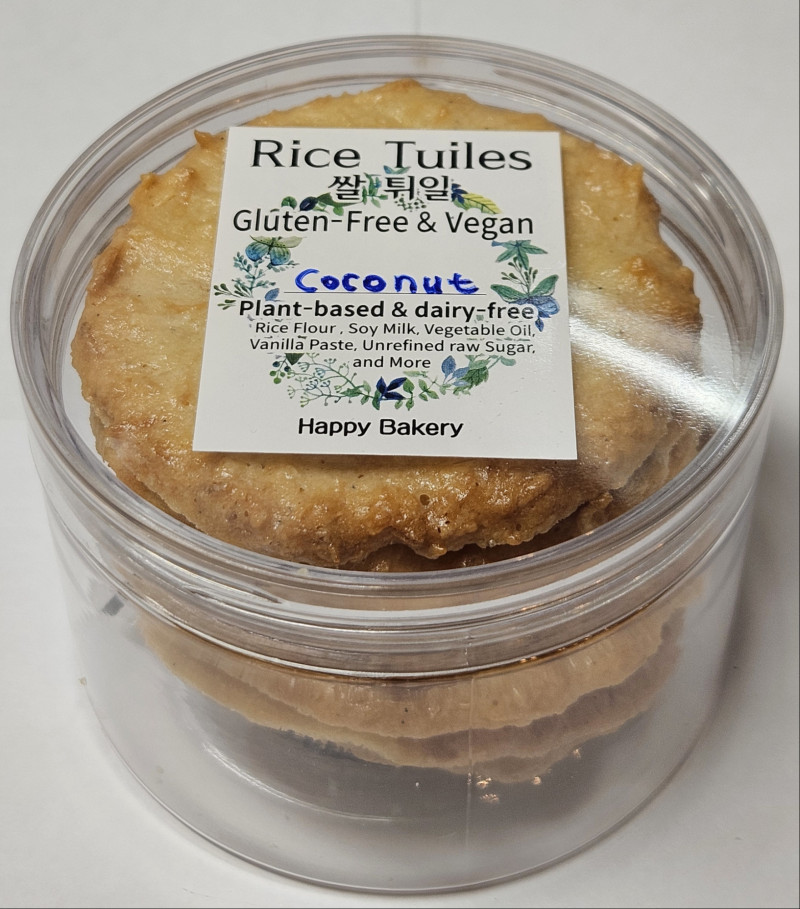 Rice Tuiles
쌀 튀일
Gluten-Free & Vegan
Coconut
Plant-based & dairy-free
Rice Flour , Soy Milk, Vegetable Oil,
Vanilla Paste, Unrefined raw Sugar,
and More
Happy Bakery